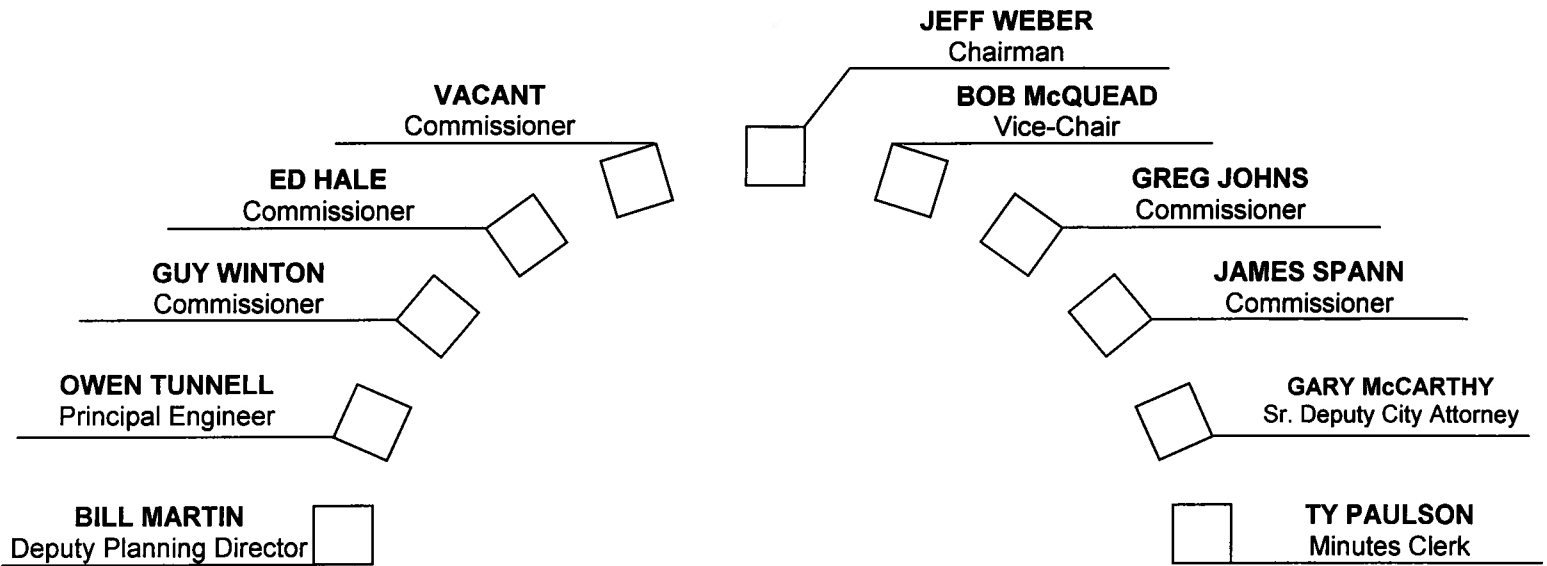 JEFF WEBER
Chairman
VACANT
Commissioner
BOB McQUEAD
Vice-Chair
ED HALE
Commissioner
GREG JOHNS
Commissioner
GUY WINTON
Commissioner
JAMES SPANN
Commissioner
OWEN TUNNELL
Principal Engineer
GARY McCARTHY
Sr. Deputy City Attorney
BILL MARTIN
Deputy Planning Director
TY PAULSON
Minutes Clerk